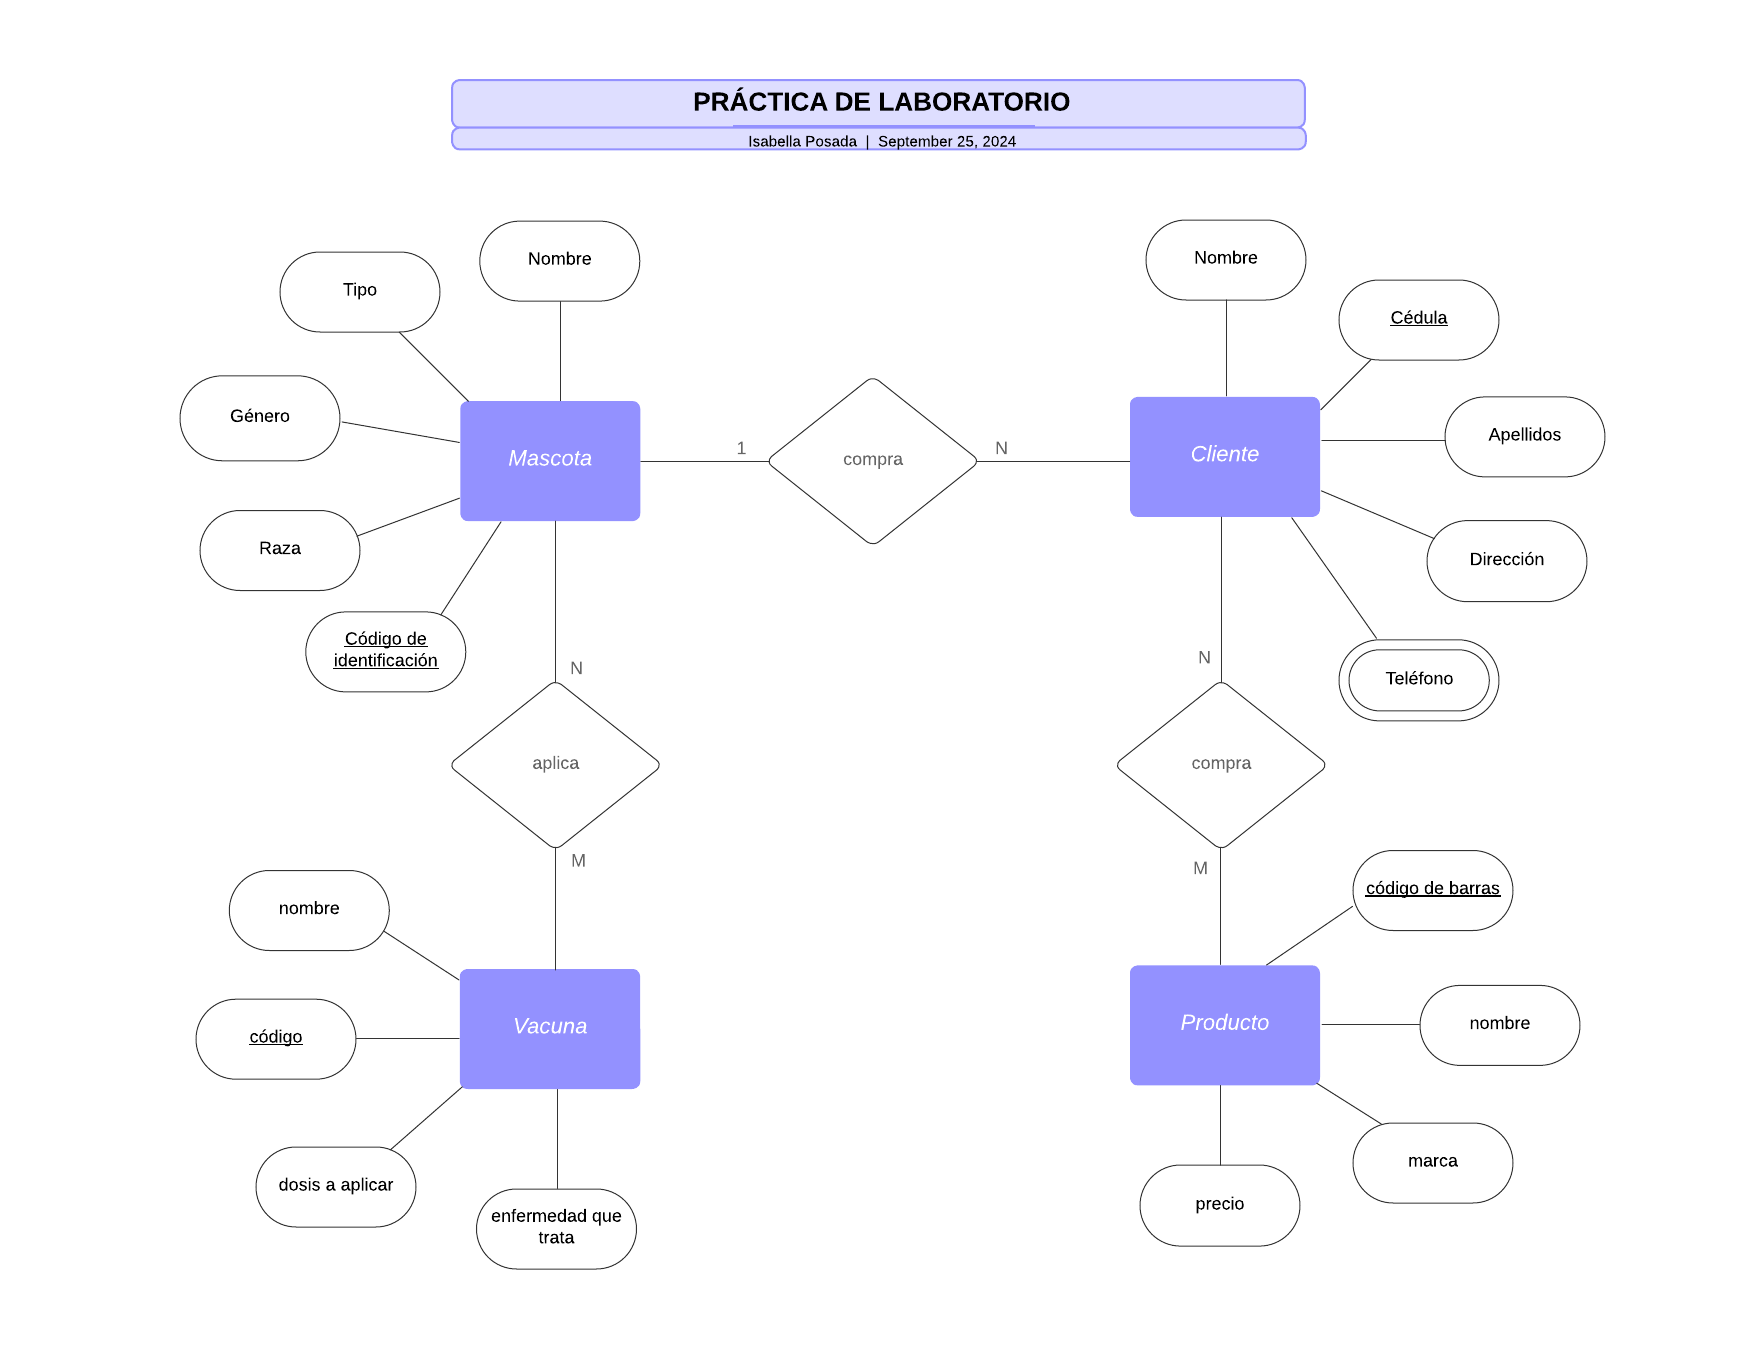 PRÁCTICA DE LABORATORIO
Isabella Posada | September 25, 2024
Nombre
Tipo
Género
Raza
Código de
identificación
Mascota
1
compra
N
Nombre
Cédula
Apellidos
Dirección
Teléfono
Cliente
N
aplica
M
N
compra
M
nombre
código
dosis a aplicar
enfermedad que
trata
Vacuna
código de barras
nombre
marca
precio
Producto